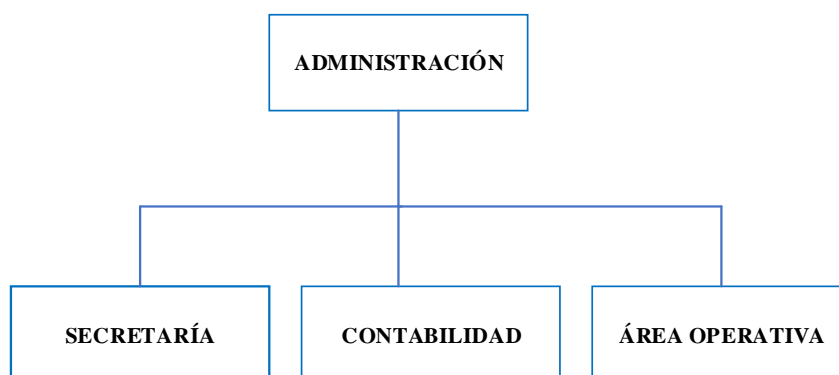 ADMINISTRACIÓN
SECRETARÍA
CONTABILIDAD
ÁREA OPERATIVA